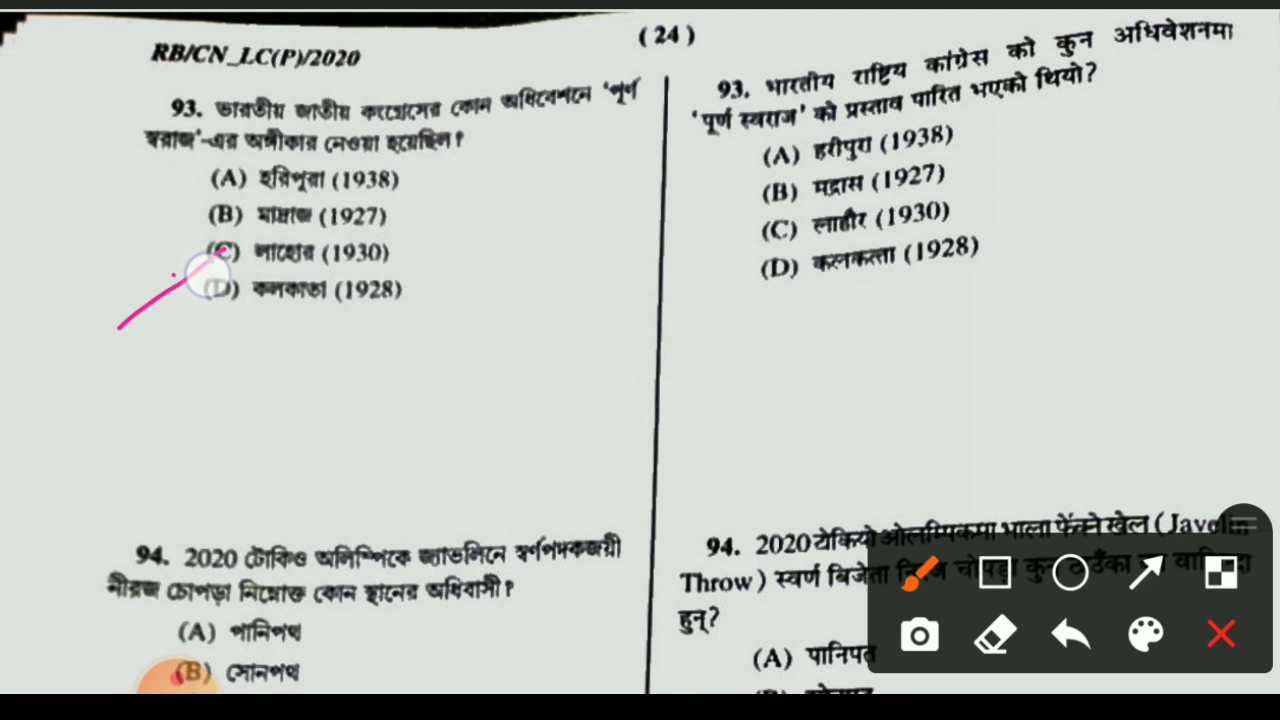 ( 24 )
RB/CN_LC(P)/2020
93. ভারতীয় জাতীয় কংগ্রেসের কোন অধিবেশনে ‘পূর্ণ
স্বরাজ’-এর অঙ্গীকার নেওয়া হয়েছিল?
(A) হরিপুরা (1938)
(B) মাদ্রাজ (1927)
(C) লাহোর (1930)
(D) কলকাতা (1928)
94. 2020 টোকিও অলিম্পিকে জ্যাভলিনে স্বর্ণপদকজয়ী
নীরজ চোপড়া নিম্নোক্ত কোন স্থানের অধিবাসী?
(A) পানিপথ
(B) সোনপথ
93. भारतीय राष्ट्रिय कांग्रेस को कुन अधिवेशनमा
‘पूर्ण स्वराज’ को प्रस्ताव पारित भएको थियो?
(A) हरीपुरा (1938)
(B) मद्रास (1927)
(C) लाहौर (1930)
(D) कलकत्ता (1928)
94. 2020 टोकियो ओलम्पिकमा भाला फेंक्ने खेल ( Javelin
Throw ) स्वर्ण बिजेता चोपड़ा कुन
हुन्?
(A) पानिपत